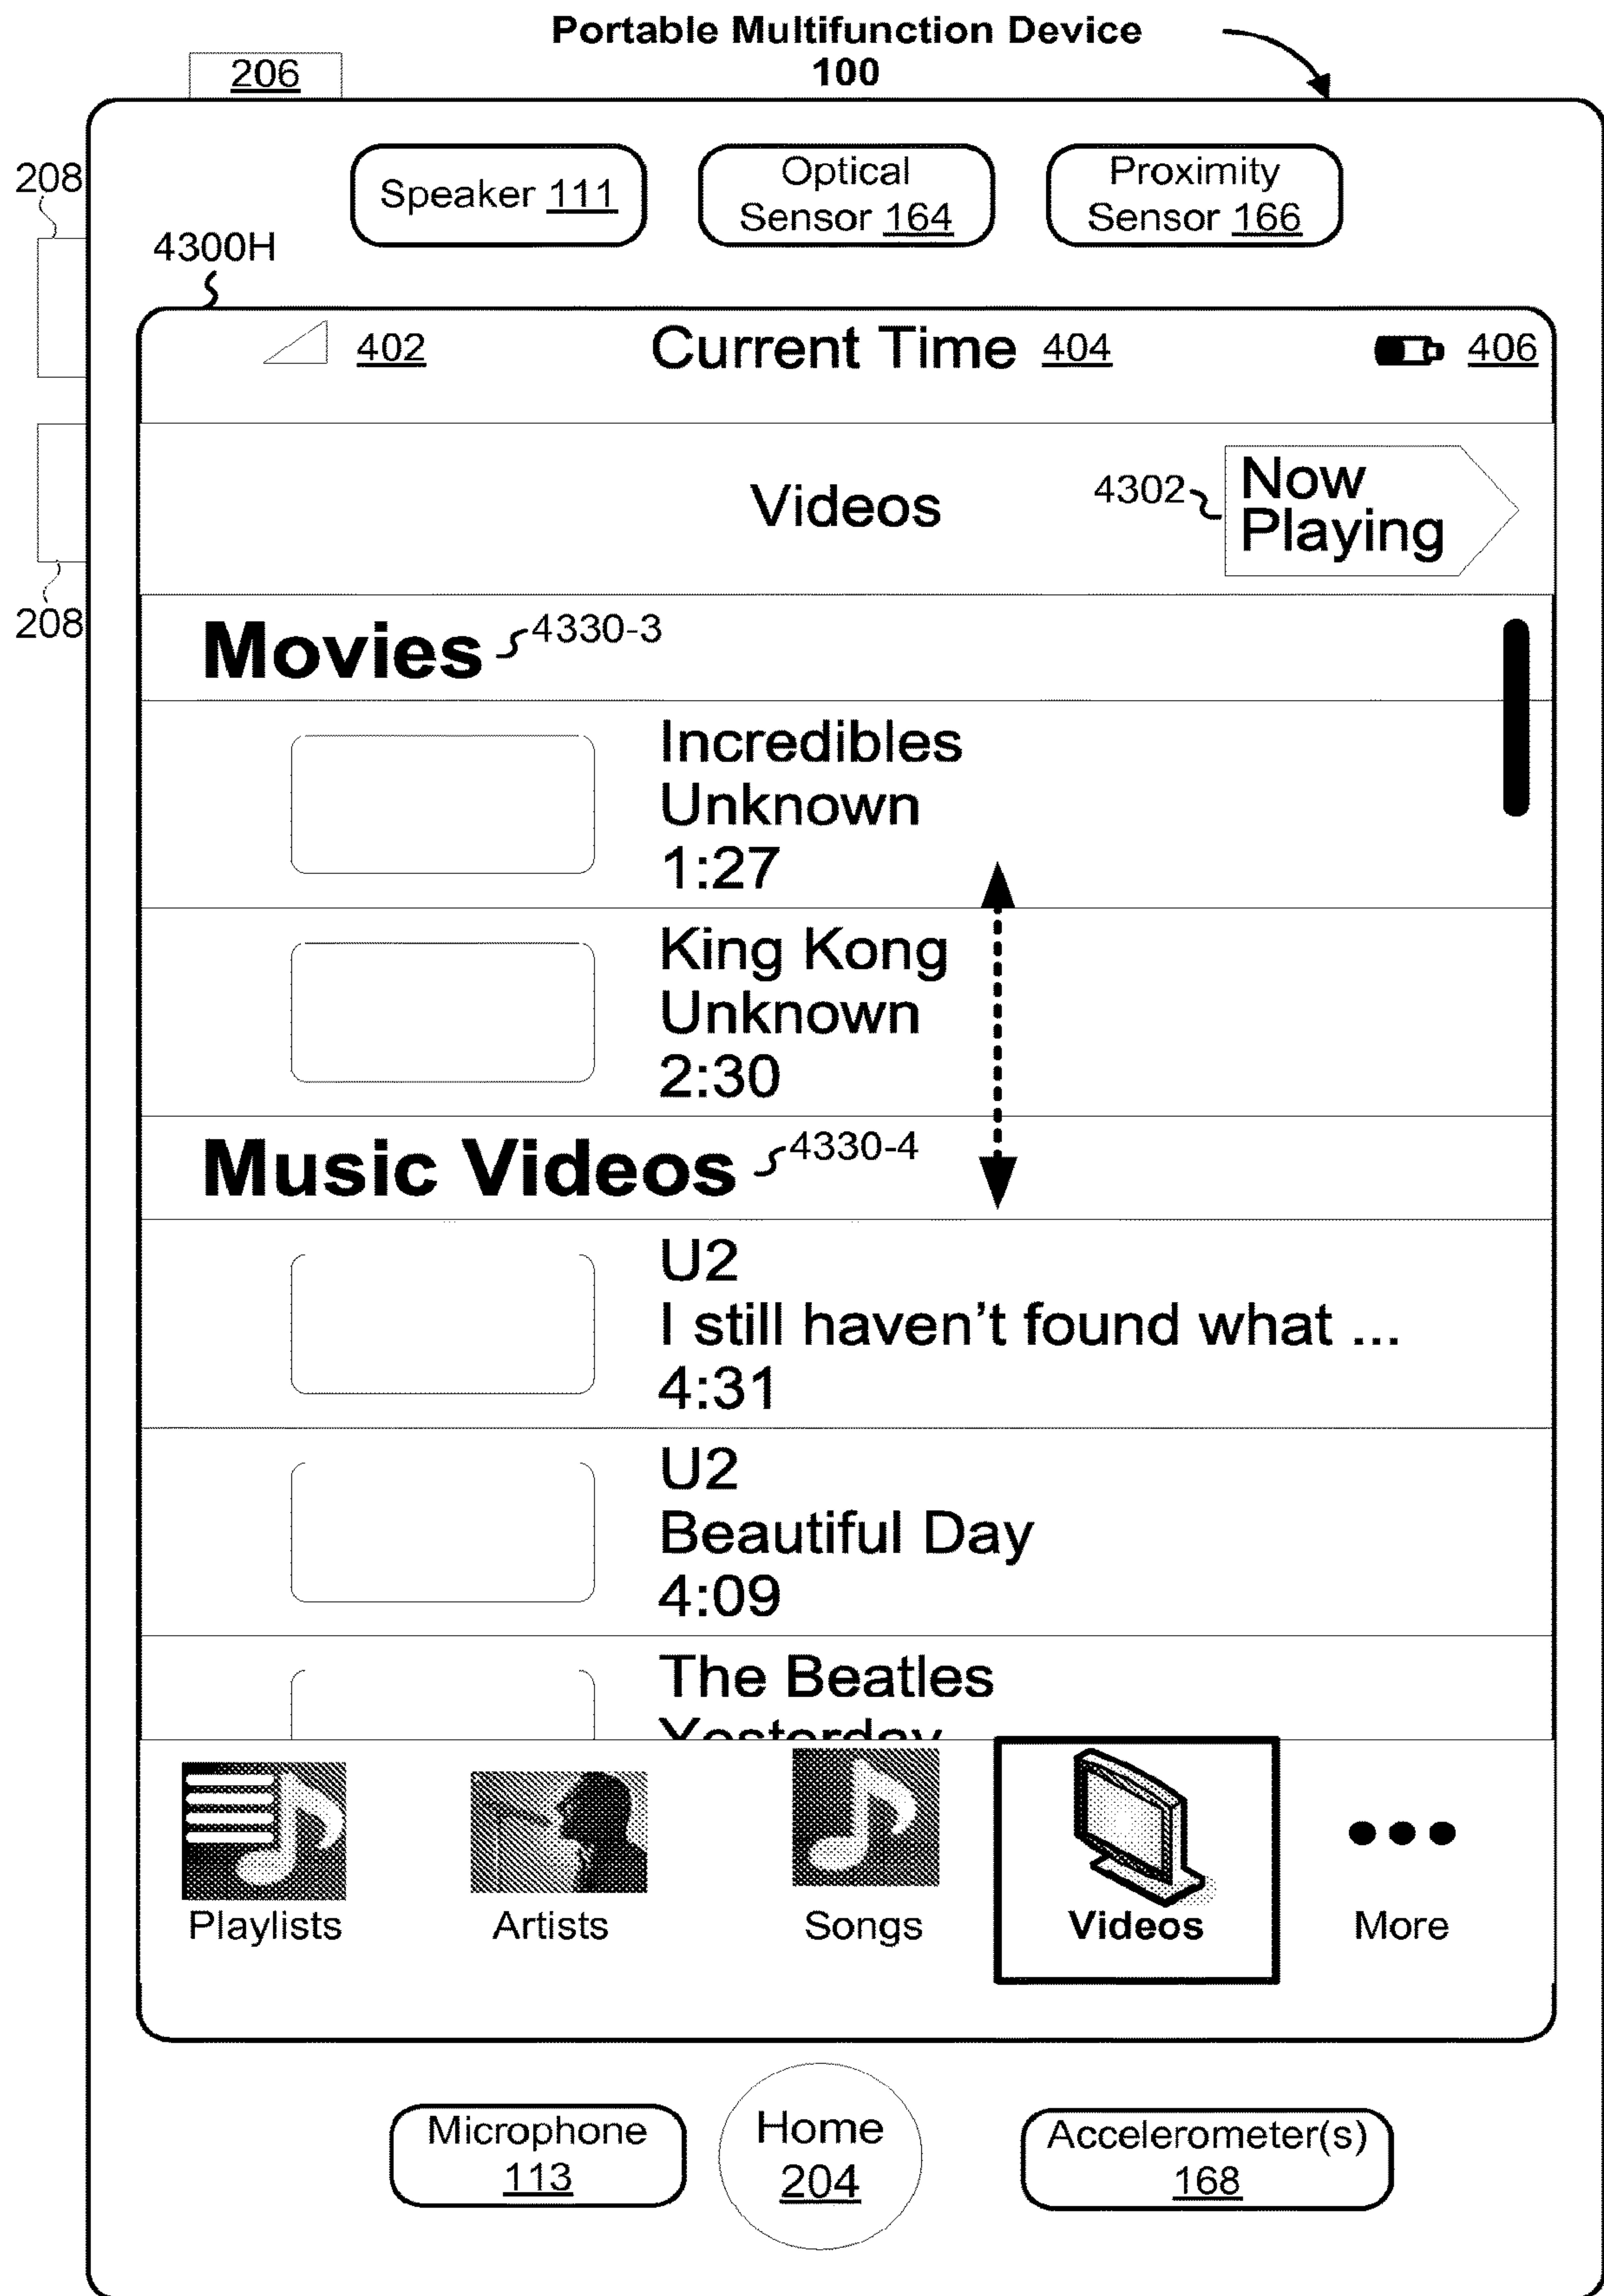 Portable Multifunction Device
100
206
208
Speaker 111
Optical
Sensor 164
Proximity
Sensor 166
4300H
402
Current Time 404
406
208
Videos
4302
Now
Playing
Movies
4330-3
Incredibles
Unknown
1:27
King Kong
Unknown
2:30
Music Videos
4330-4
U2
I still haven't found what ...
4:31
U2
Beautiful Day
4:09
The Beatles
Yesterday
Playlists
Artists
Songs
Videos
More
Microphone
113
Home
204
Accelerometer(s)
168